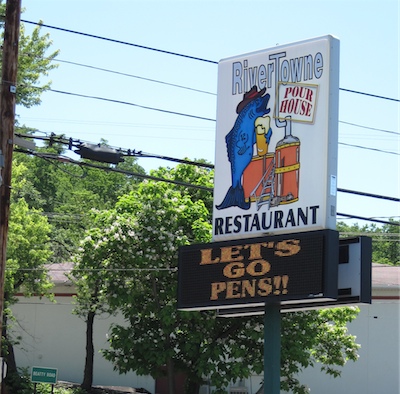 RiverTowne
POUR
HOUSE
RESTAURANT
LET'S
GO
PENS!!